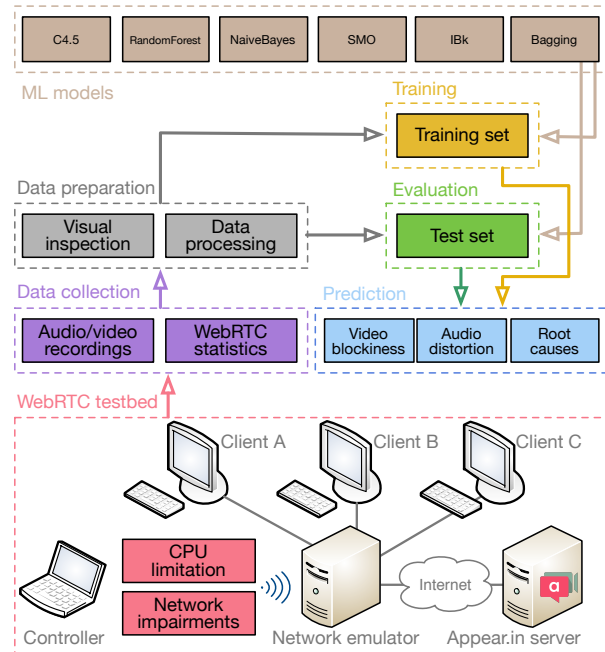 C4.5 RandomForest NaiveBayes SMO IBk Bagging
ML models
Training
Training set
Data preparation
Evaluation
Visual inspection
Data processing
Test set
Data collection
Prediction
Audio/video recordings
WebRTC statistics
Video blockiness
Audio distortion
Root causes
WebRTC testbed
Client A
Client B
Client C
CPU limitation
Network impairments
Internet
a
Controller
Network emulator
Appear.in server